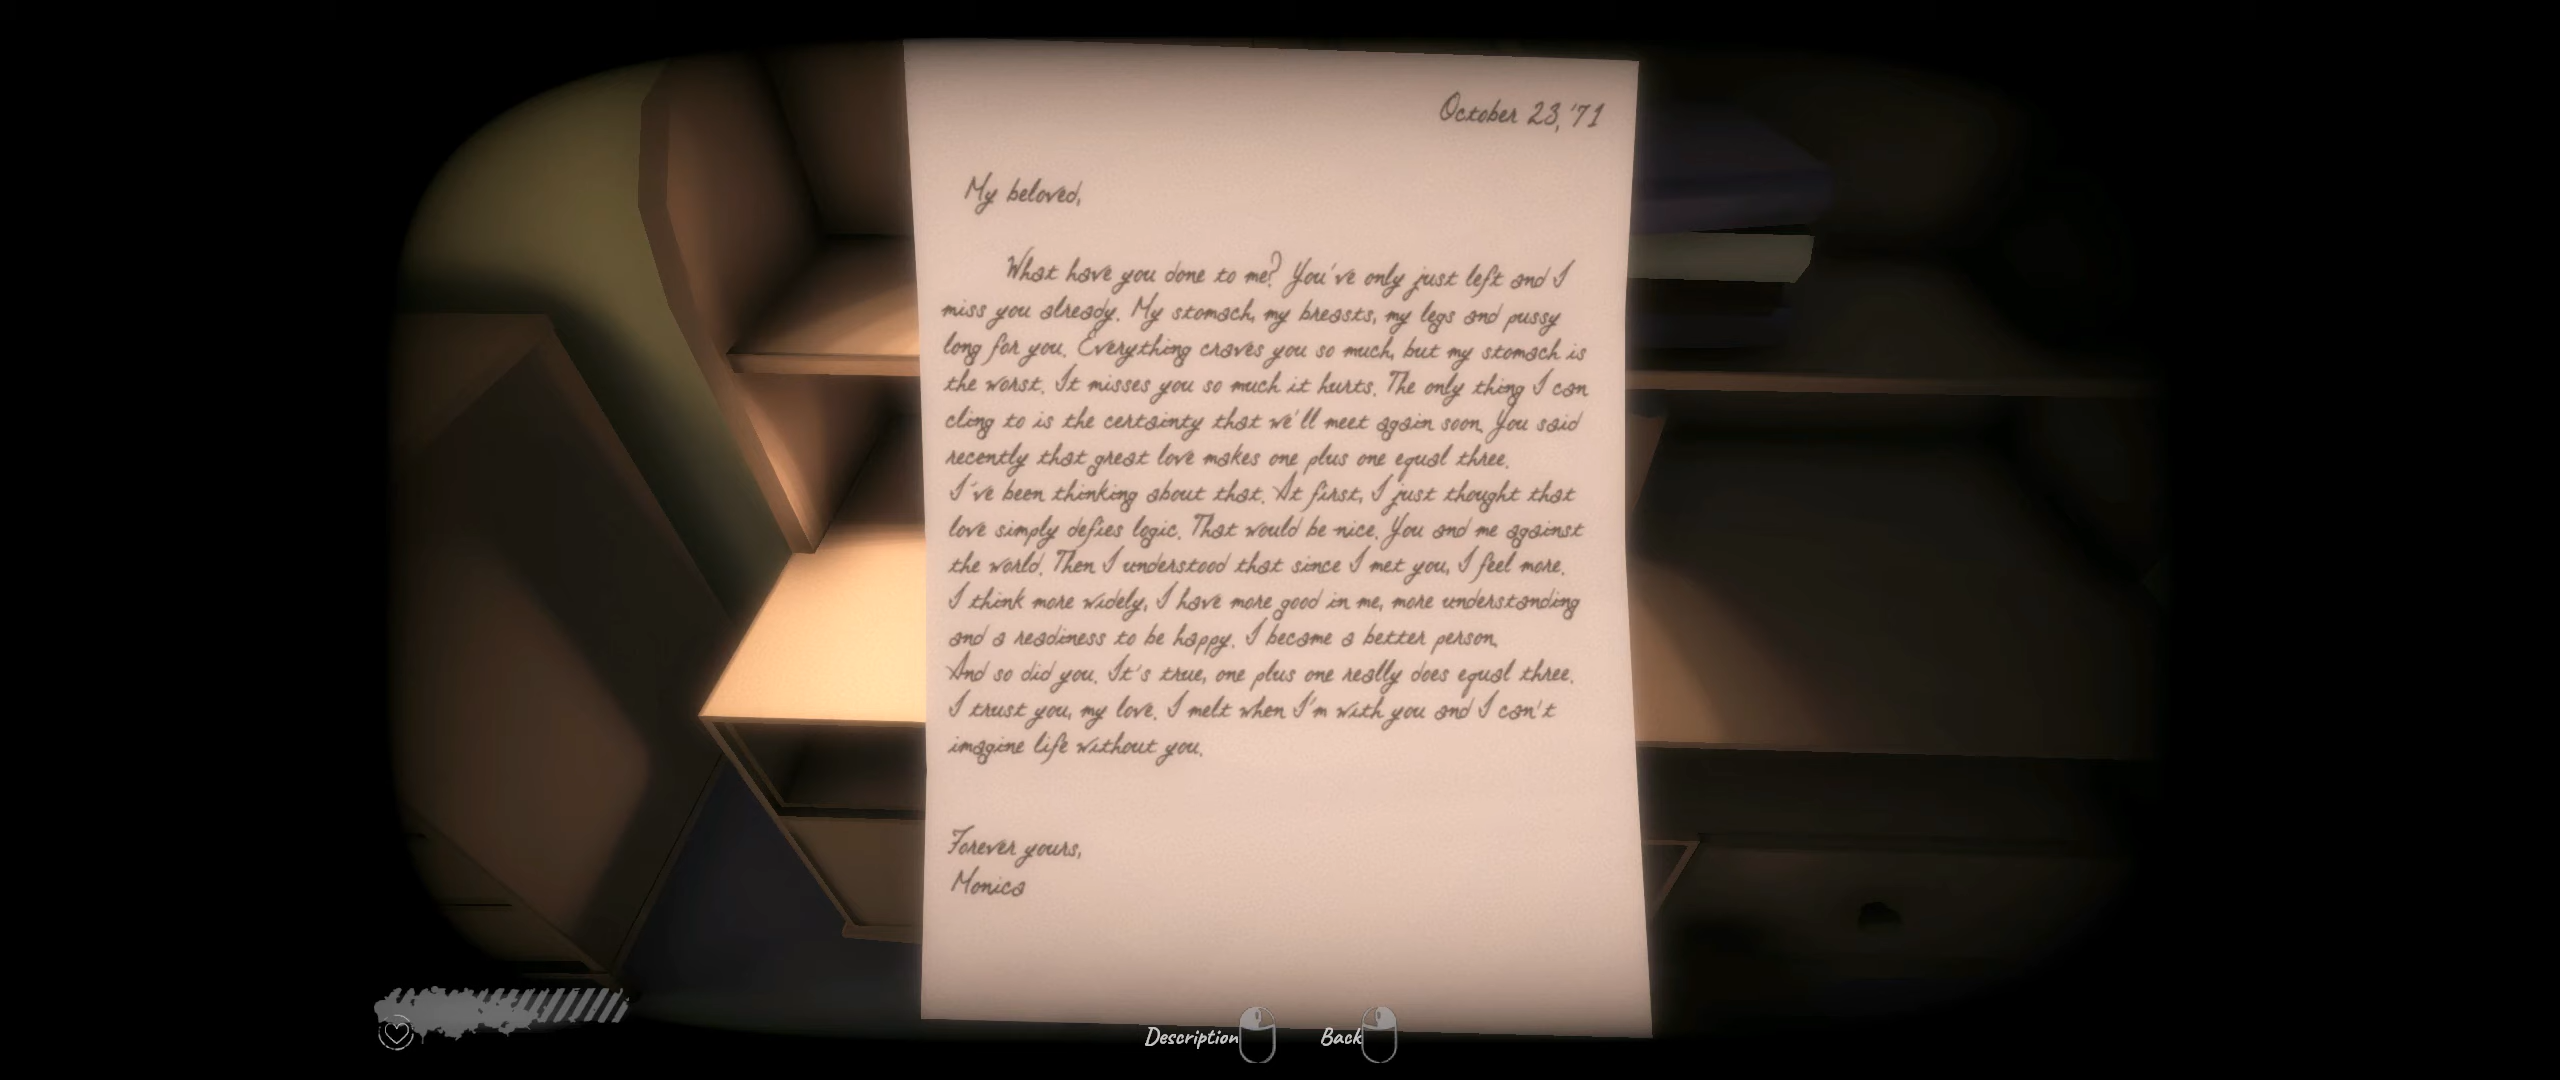 October 23, '71
My beloved,
What have you done to me? You've only just left and I
miss you already. My stomach, my breasts, my legs and pussy
long for you. Everything craves you so much, but my stomach is
the worst. It misses you so much it hurts. The only thing I can
cling to is the certainty that we'll meet again soon. You said
recently that great love makes one plus one equal three.
I've been thinking about that. At first, I just thought that
love simply defies logic. That would be nice. You and me against
the world. Then I understood that since I met you, I feel more.
I think more widely, I have more good in me, more understanding
and a readiness to be happy. I became a better person.
And so did you. It's true, one plus one really does equal three.
I trust you, my love. I melt when I'm with you and I can't
imagine life without you.
Forever yours,
Monica
Description
Back